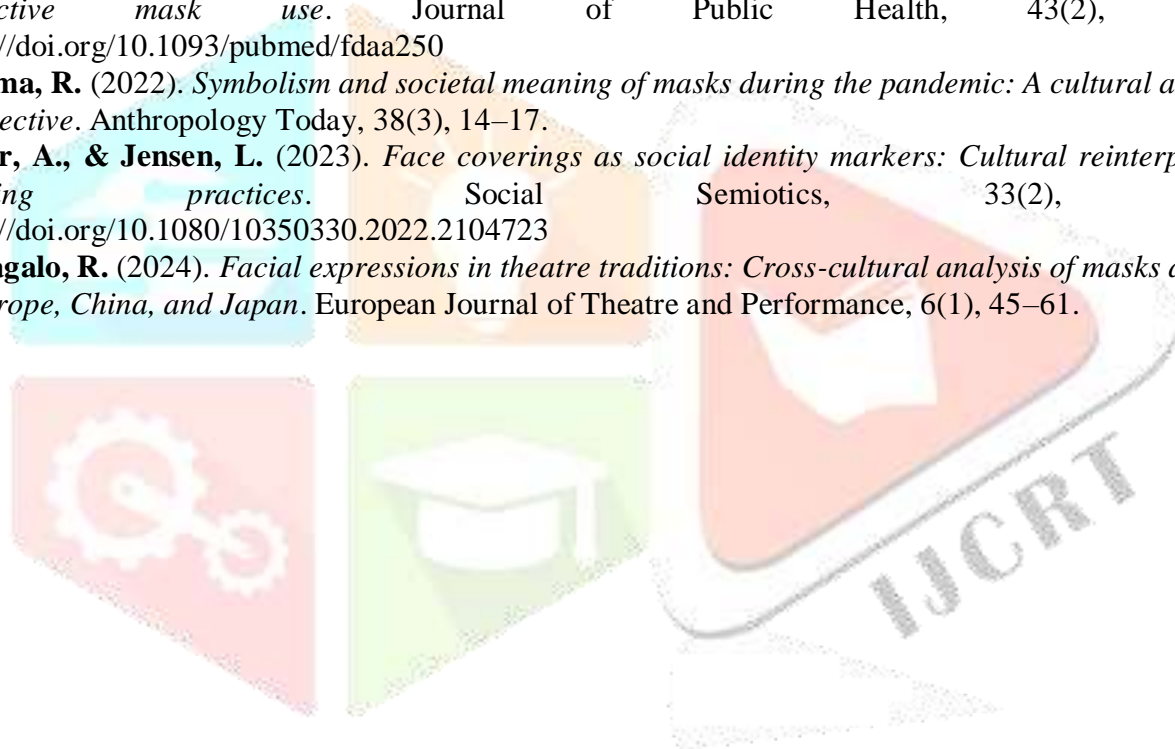 ctive mask use. Journal of Public Health, 43(2),
//doi.org/10.1093/pubmed/fdaa250
ma, R. (2022). Symbolism and societal meaning of masks during the pandemic: A cultural a
ective. Anthropology Today, 38(3), 14–17.
r, A., & Jensen, L. (2023). Face coverings as social identity markers: Cultural reinterp
ing practices. Social Semiotics, 33(2),
//doi.org/10.1080/10350330.2022.2104723
agalo, R. (2024). Facial expressions in theatre traditions: Cross-cultural analysis of masks a
rope, China, and Japan. European Journal of Theatre and Performance, 6(1), 45–61.
IJCRT